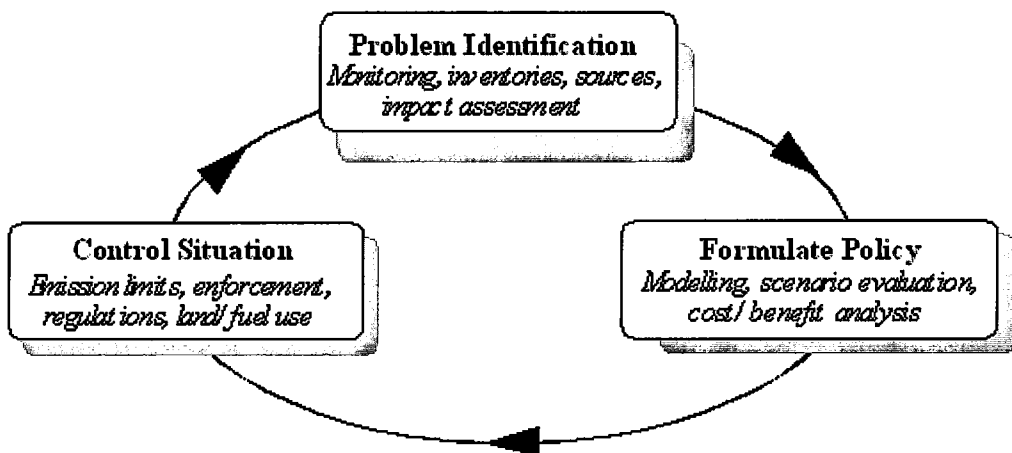 Problem Identification
Monitoring, inventories, sources,
impact assessment
Control Situation
Emission limits, enforcement,
regulations, land/fuel use
Formulate Policy
Modelling, scenario evaluation,
cost/ benefit analysis